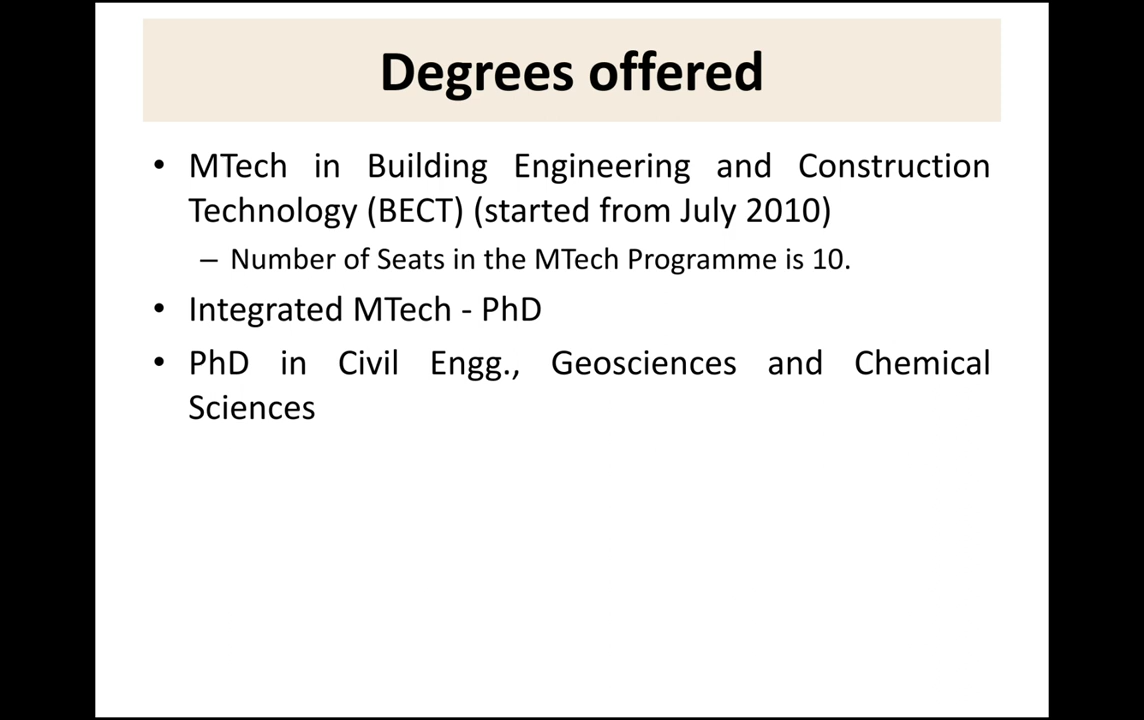 Degrees offered
• MTech in Building Engineering and Construction
Technology (BECT) (started from July 2010)
– Number of Seats in the MTech Programme is 10.
• Integrated MTech - PhD
• PhD in Civil Engg., Geosciences and Chemical
Sciences